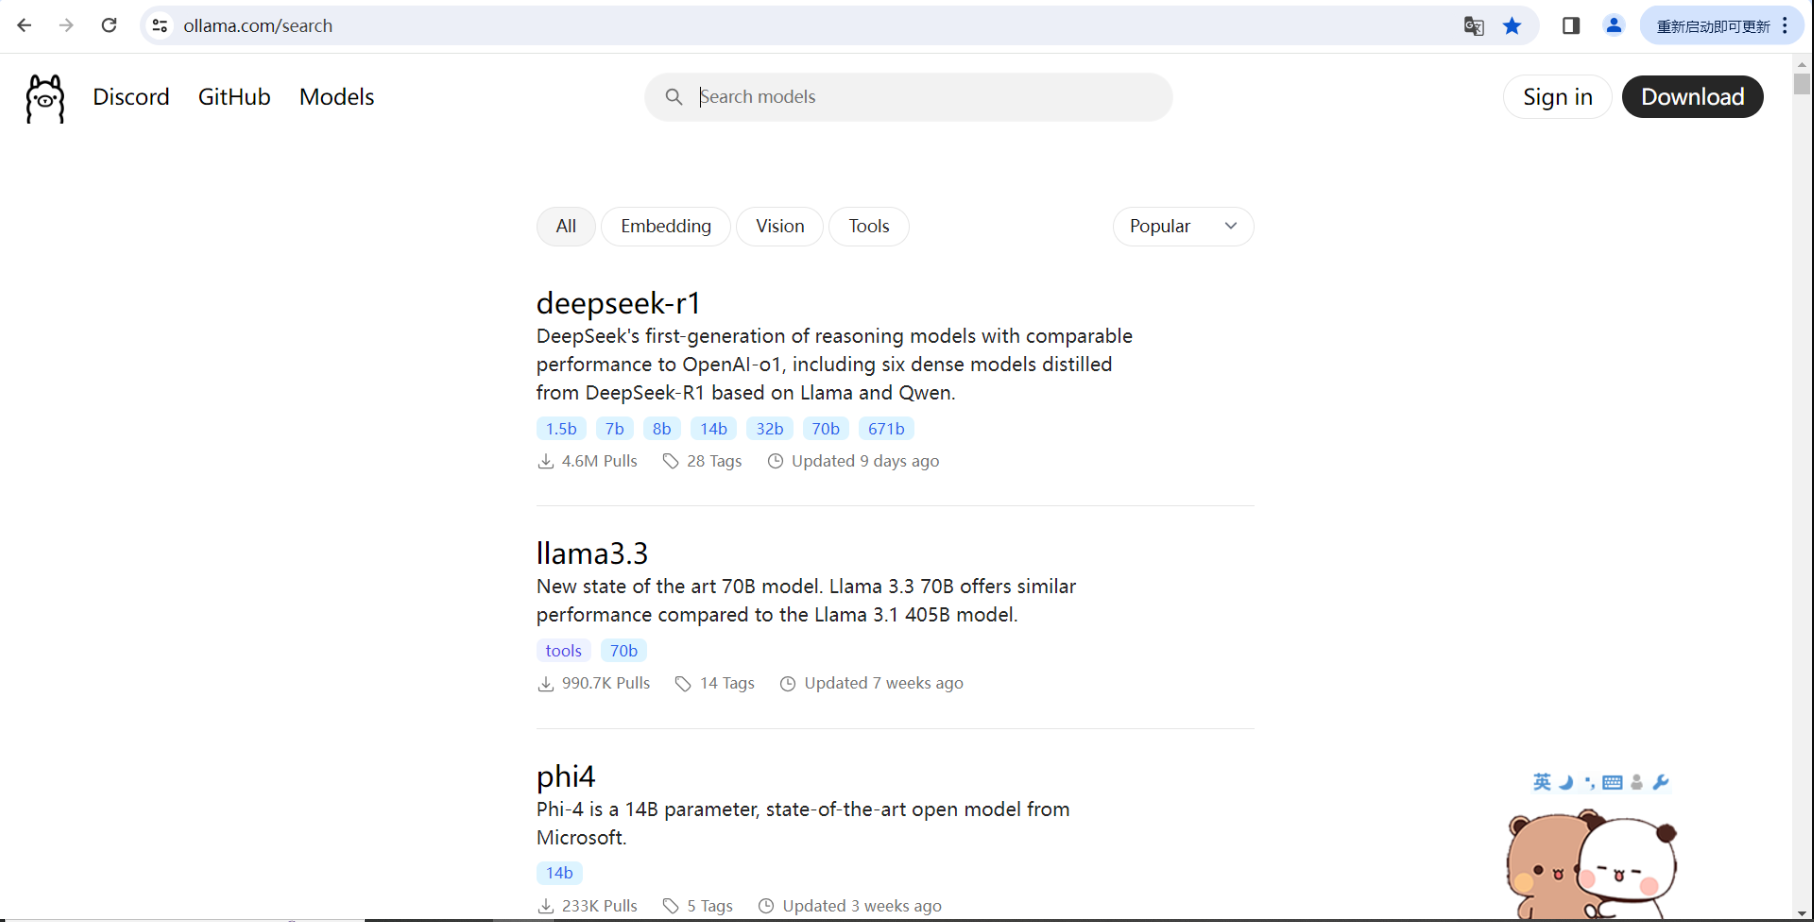 ollama.com/search
重新启动即可更新
Discord GitHub Models
Search models
Sign in Download
All Embedding Vision Tools
Popular
deepseek-r1
DeepSeek's first-generation of reasoning models with comparable
performance to OpenAI-o1, including six dense models distilled
from DeepSeek-R1 based on Llama and Qwen.
1.5b 7b 8b 14b 32b 70b 671b
4.6M Pulls 28 Tags Updated 9 days ago
llama3.3
New state of the art 70B model. Llama 3.3 70B offers similar
performance compared to the Llama 3.1 405B model.
tools 70b
990.7K Pulls 14 Tags Updated 7 weeks ago
phi4
Phi-4 is a 14B parameter, state-of-the-art open model from
Microsoft.
14b
233K Pulls 5 Tags Updated 3 weeks ago
英